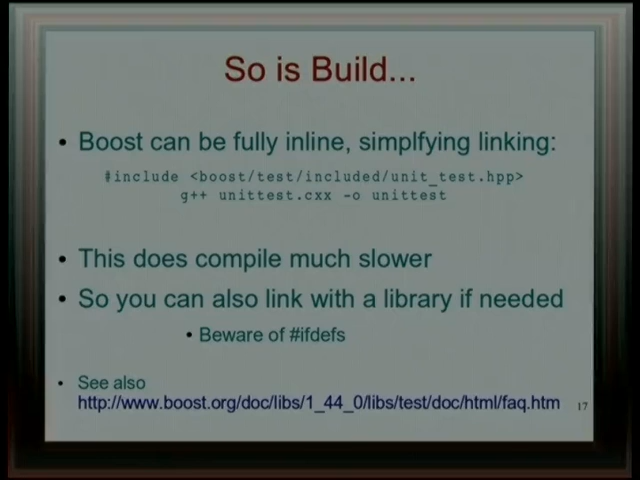 So is Build...
• Boost can be fully inline, simplfying linking:
#include <boost/test/included/unit_test.hpp>
g++ unittest.cxx -o unittest
• This does compile much slower
• So you can also link with a library if needed
• Beware of #ifdefs
• See also
http://www.boost.org/doc/libs/1_44_0/libs/test/doc/html/faq.htm
17